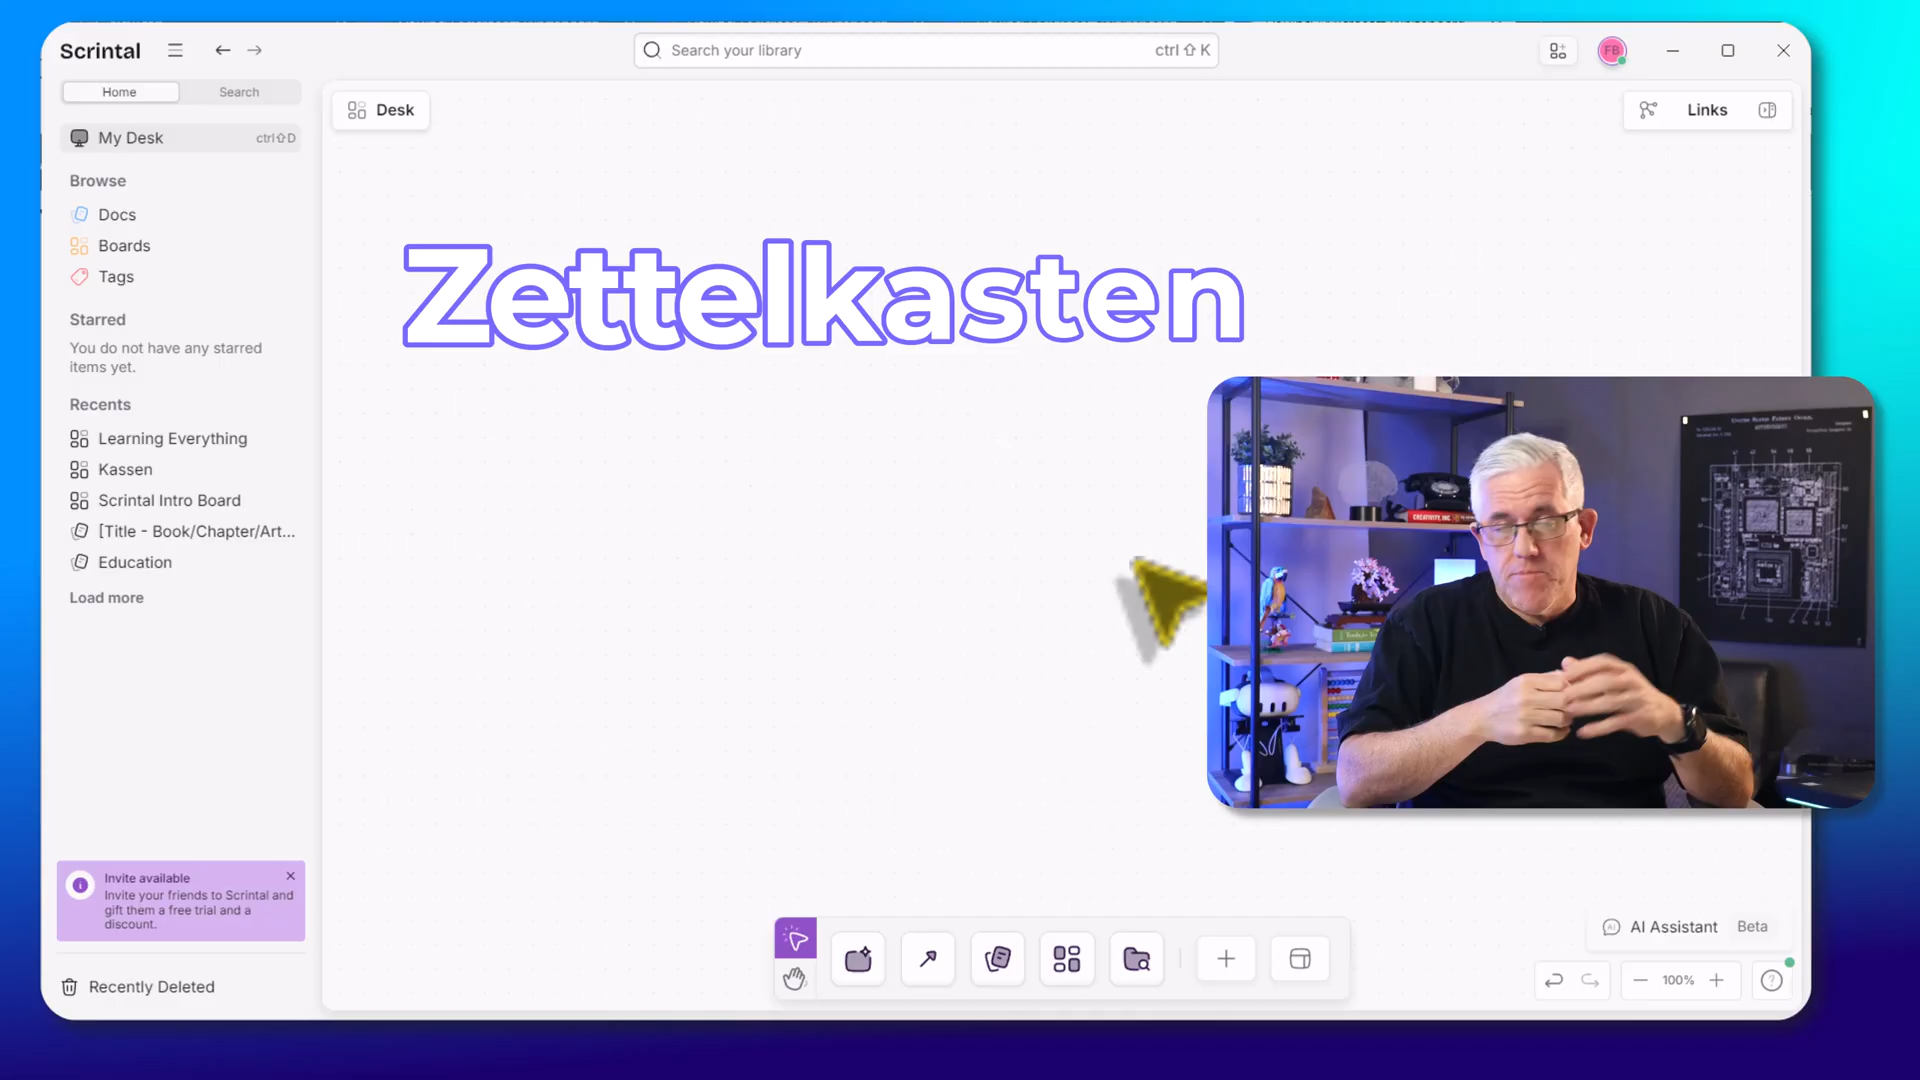 Scrintal
Search your library ctrl ⇧ K
FB
Home Search
Desk
Links
My Desk ctrl⇧D
Browse
Docs
Boards
Tags
Zettelkasten
Starred
You do not have any starred
items yet.
Recents
Learning Everything
Kassen
Scrintal Intro Board
[Title - Book/Chapter/Art...
Education
Load more
CREATIVITY, INC.
Invite available
Invite your friends to Scrintal and
gift them a free trial and a
discount.
AI Assistant Beta
100%
Recently Deleted